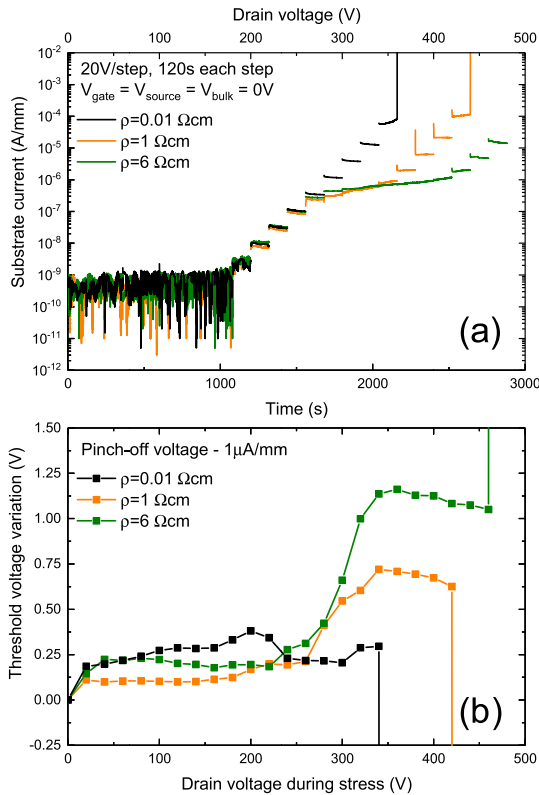 Drain voltage (V)
0 100 200 300 400 500
10⁻² 10⁻³ 10⁻⁴ 10⁻⁵ 10⁻⁶ 10⁻⁷ 10⁻⁸ 10⁻⁹ 10⁻¹⁰ 10⁻¹¹ 10⁻¹²
Substrate current (A/mm)
20V/step, 120s each step
V_gate = V_source = V_bulk = 0V
ρ=0.01 Ωcm
ρ=1 Ωcm
ρ=6 Ωcm
(a)
0 1000 2000 3000
Time (s)
1.50 1.25 1.00 0.75 0.50 0.25 0.00 -0.25
Threshold voltage variation (V)
Pinch-off voltage - 1μA/mm
ρ=0.01 Ωcm
ρ=1 Ωcm
ρ=6 Ωcm
(b)
0 100 200 300 400 500
Drain voltage during stress (V)